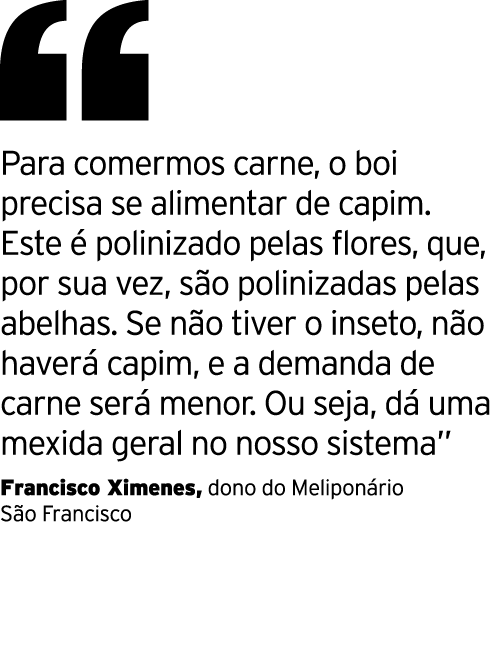 “
Para comermos carne, o boi
precisa se alimentar de capim.
Este é polinizado pelas flores, que,
por sua vez, são polinizadas pelas
abelhas. Se não tiver o inseto, não
haverá capim, e a demanda de
carne será menor. Ou seja, dá uma
mexida geral no nosso sistema”
Francisco Ximenes, dono do Meliponário
São Francisco